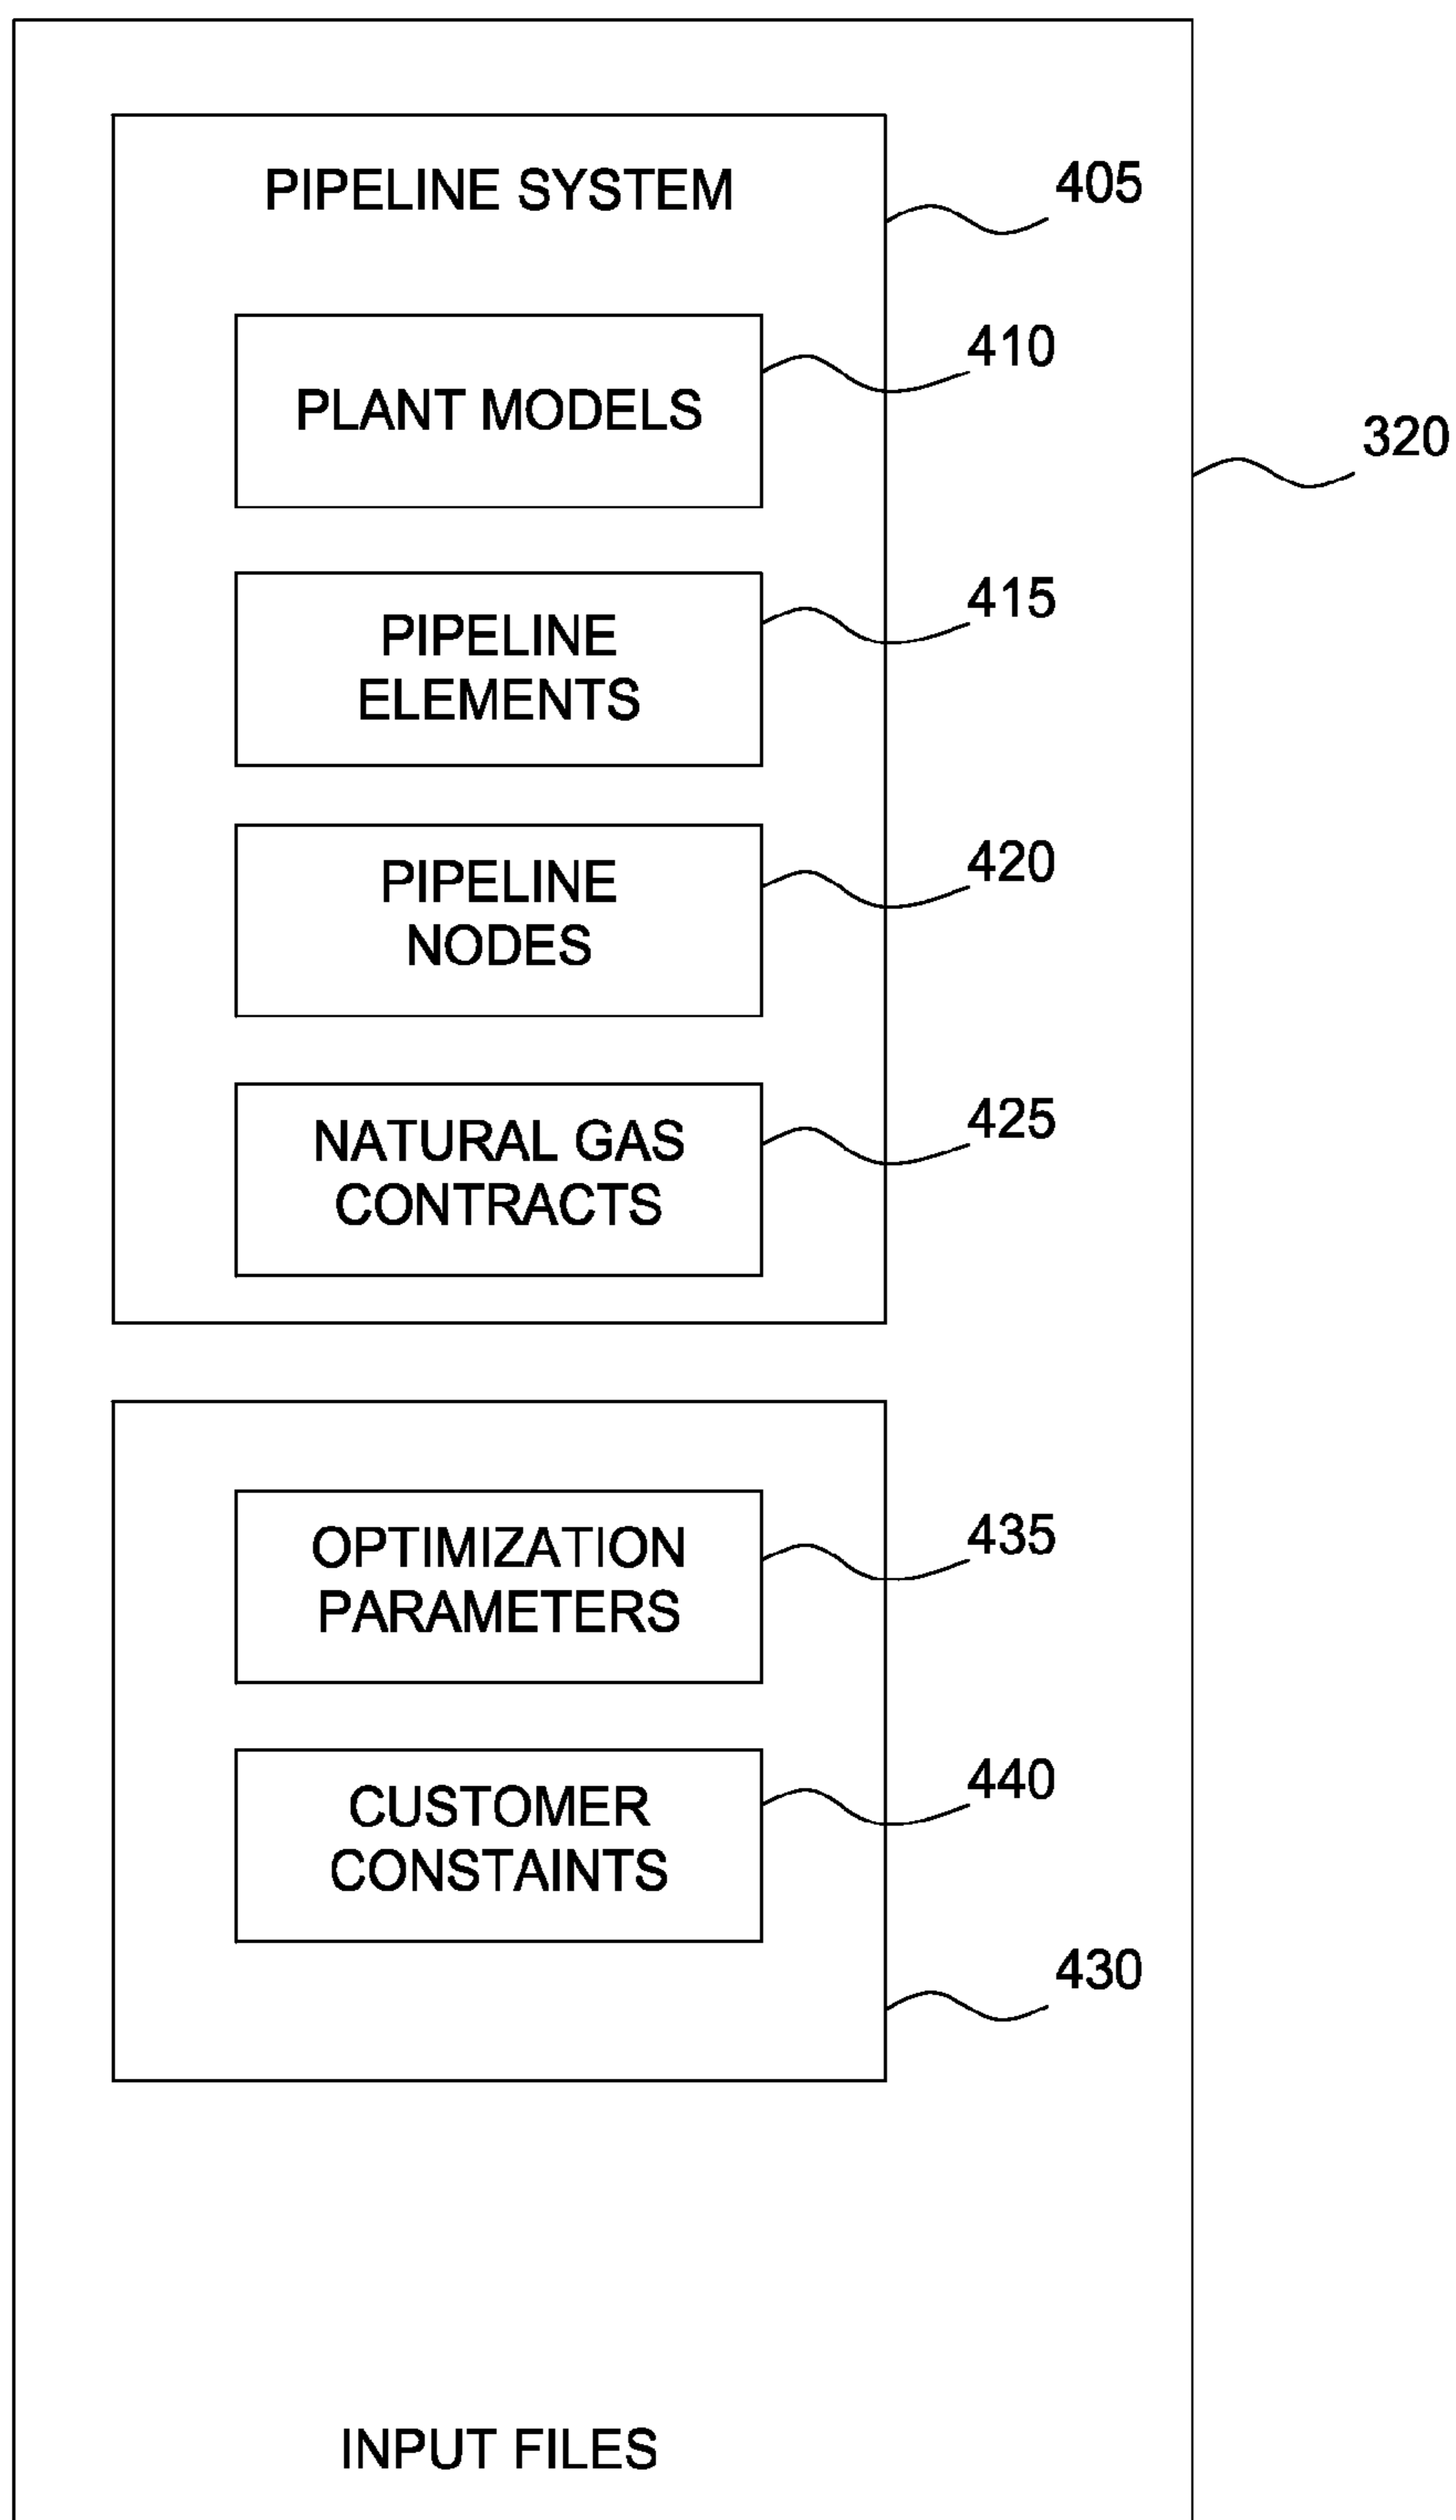 PIPELINE SYSTEM
405
PLANT MODELS
410
320
PIPELINE
ELEMENTS
415
PIPELINE
NODES
420
NATURAL GAS
CONTRACTS
425
OPTIMIZATION
PARAMETERS
435
CUSTOMER
CONSTAINTS
440
430
INPUT FILES